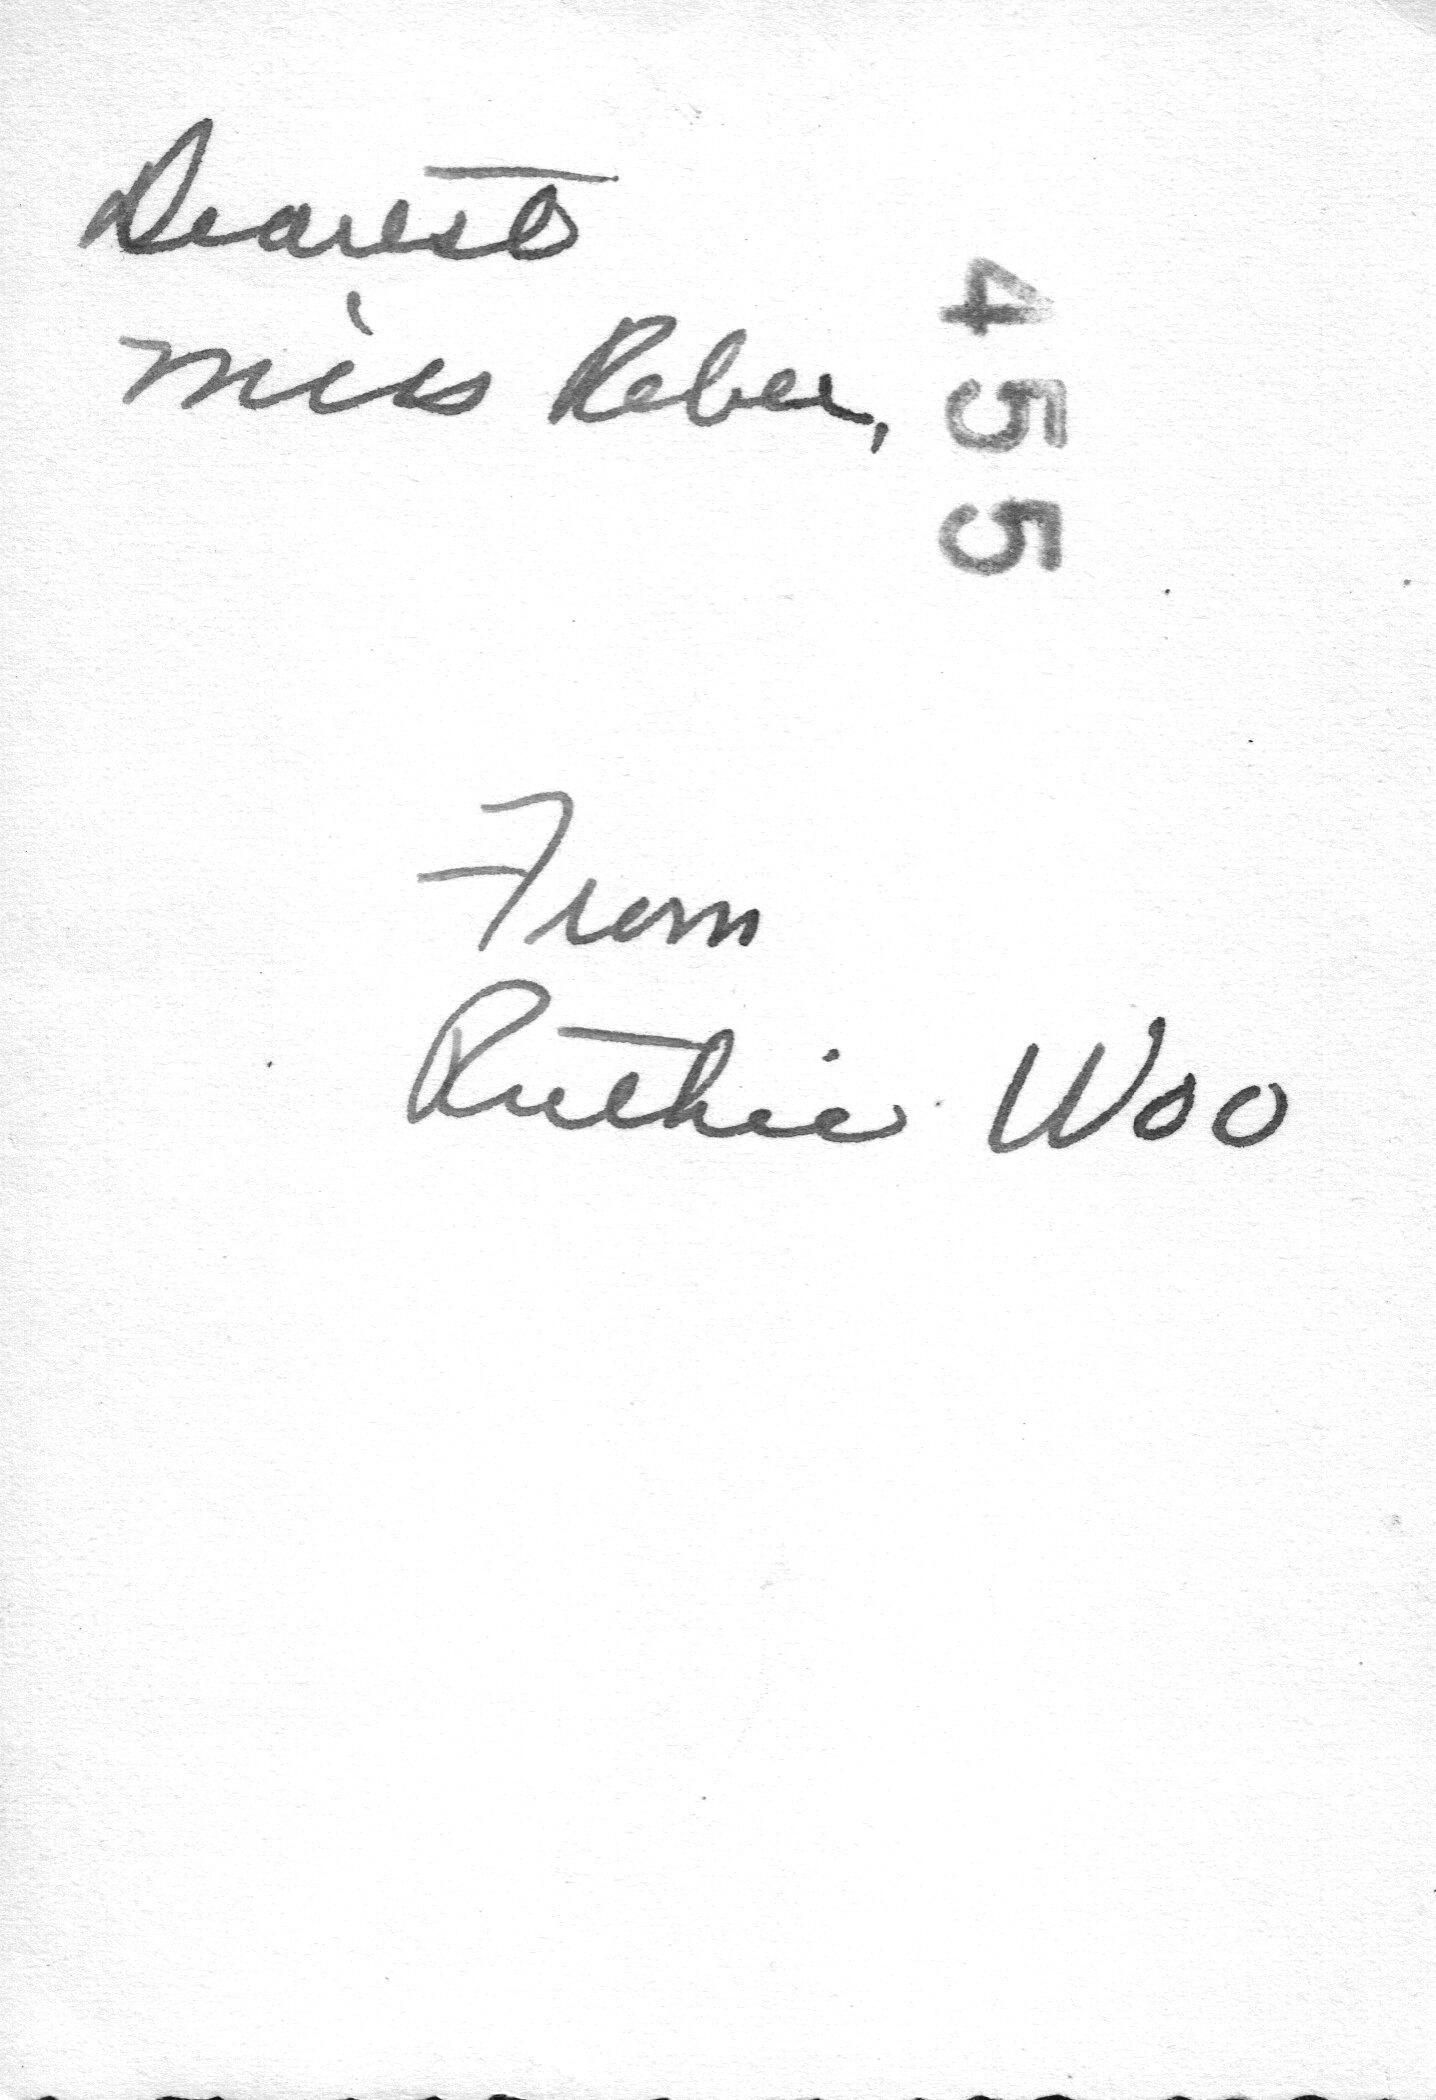 Dearest
Miss Reber,
455
From
Ruthie Woo